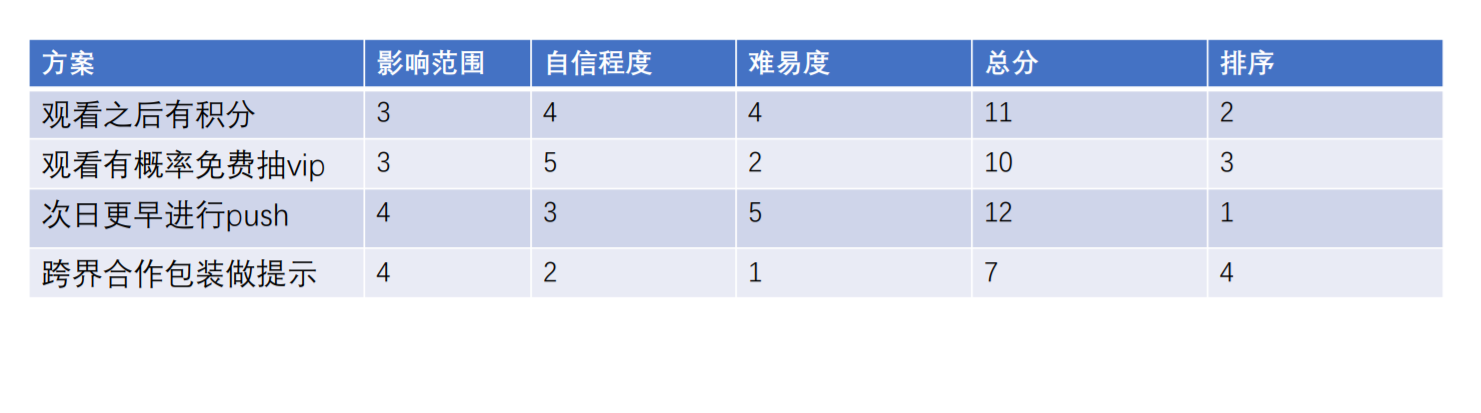 方案 影响范围 自信程度 难易度 总分 排序
观看之后有积分 3 4 4 11 2
观看有概率免费抽vip 3 5 2 10 3
次日更早进行push 4 3 5 12 1
跨界合作包装做提示 4 2 1 7 4